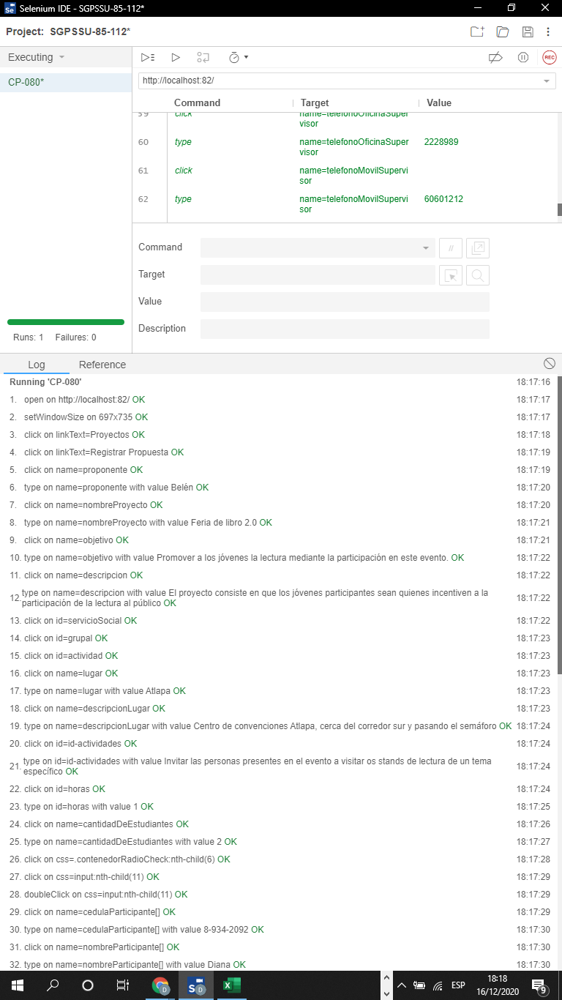 Selenium IDE - SGPSSU-85-112*
Project: SGPSSU-85-112*
Executing
REC
CP-080*
http://localhost:82/
Command Target Value
59 click name=telefonoOficinaSuper
visor
60 type name=telefonoOficinaSuper 2228989
visor
61 click name=telefonoMovilSupervi
sor
62 type name=telefonoMovilSupervi 60601212
sor
Command //
Target
Value
Description
Runs: 1 Failures: 0
Log Reference
Running 'CP-080' 18:17:16
1. open on http://localhost:82/ OK 18:17:17
2. setWindowSize on 697x735 OK 18:17:17
3. click on linkText=Proyectos OK 18:17:18
4. click on linkText=Registrar Propuesta OK 18:17:19
5. click on name=proponente OK 18:17:19
6. type on name=proponente with value Belén OK 18:17:20
7. click on name=nombreProyecto OK 18:17:20
8. type on name=nombreProyecto with value Feria de libro 2.0 OK 18:17:21
9. click on name=objetivo OK 18:17:21
10. type on name=objetivo with value Promover a los jóvenes la lectura mediante la participación en este evento. OK 18:17:22
11. click on name=descripcion OK 18:17:22
12. type on name=descripcion with value El proyecto consiste en que los jóvenes participantes sean quienes incentiven a la
participación de la lectura al público OK 18:17:22
13. click on id=servicioSocial OK 18:17:22
14. click on id=grupal OK 18:17:23
15. click on id=actividad OK 18:17:23
16. click on name=lugar OK 18:17:23
17. type on name=lugar with value Atlapa OK 18:17:23
18. click on name=descripcionLugar OK 18:17:23
19. type on name=descripcionLugar with value Centro de convenciones Atlapa, cerca del corredor sur y pasando el semáforo OK 18:17:24
20. click on id=id-actividades OK 18:17:24
21. type on id=id-actividades with value Invitar las personas presentes en el evento a visitar os stands de lectura de un tema
específico OK 18:17:24
22. click on id=horas OK 18:17:24
23. type on id=horas with value 1 OK 18:17:25
24. click on name=cantidadDeEstudiantes OK 18:17:26
25. type on name=cantidadDeEstudiantes with value 2 OK 18:17:27
26. click on css=.contenedorRadioCheck:nth-child(6) OK 18:17:28
27. click on css=input:nth-child(11) OK 18:17:29
28. doubleClick on css=input:nth-child(11) OK 18:17:29
29. click on name=cedulaParticipante[] OK 18:17:29
30. type on name=cedulaParticipante[] with value 8-934-2092 OK 18:17:30
31. click on name=nombreParticipante[] OK 18:17:30
32. type on name=nombreParticipante[] with value Diana OK 18:17:30
ESP 18:18
16/12/2020 9